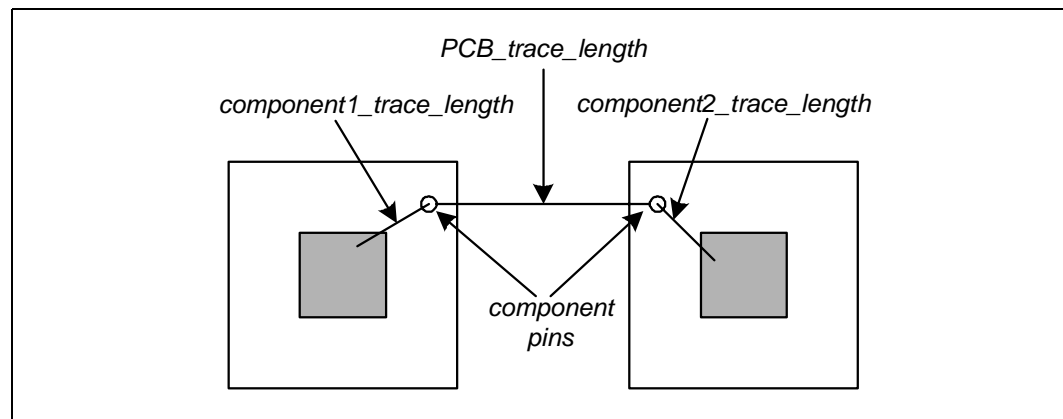 PCB_trace_length
component1_trace_length
component2_trace_length
component
pins